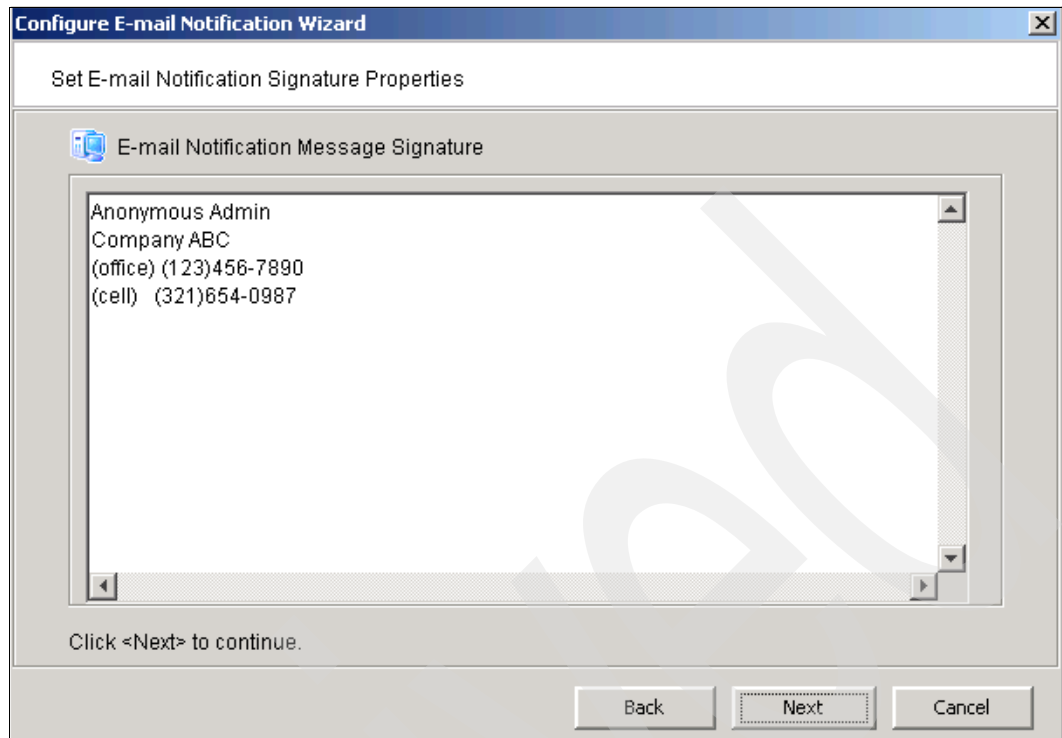 Configure E-mail Notification Wizard
Set E-mail Notification Signature Properties
E-mail Notification Message Signature
Anonymous Admin
Company ABC
(office) (123)456-7890
(cell)   (321)654-0987
Click <Next> to continue.
Back
Next
Cancel